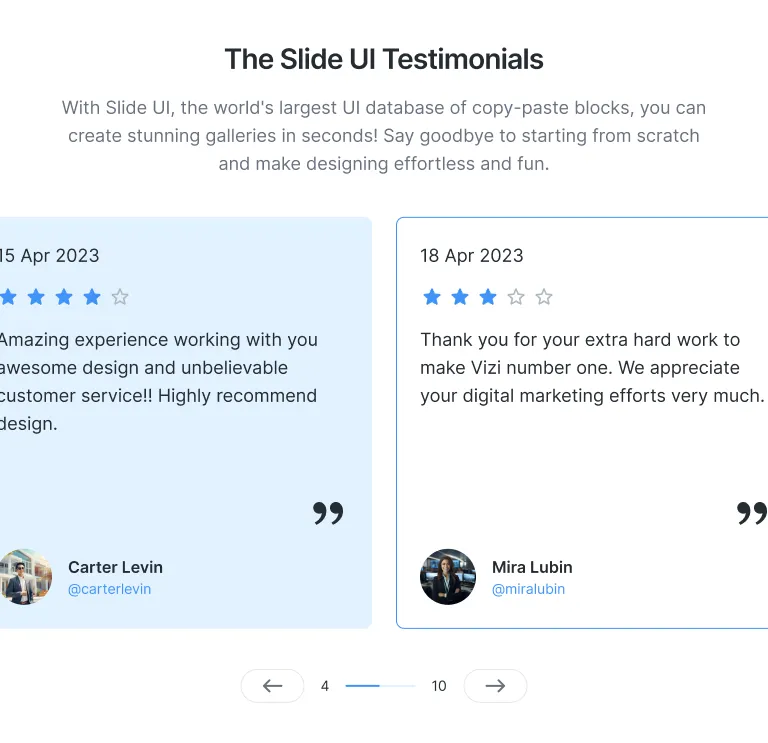 The Slide UI Testimonials
With Slide UI, the world's largest UI database of copy-paste blocks, you can
create stunning galleries in seconds! Say goodbye to starting from scratch
and make designing effortless and fun.
15 Apr 2023
Amazing experience working with you
awesome design and unbelievable
customer service!! Highly recommend
design.
”
Carter Levin
@carterlevin
18 Apr 2023
Thank you for your extra hard work to
make Vizi number one. We appreciate
your digital marketing efforts very much.
”
Mira Lubin
@miralubin
4
10